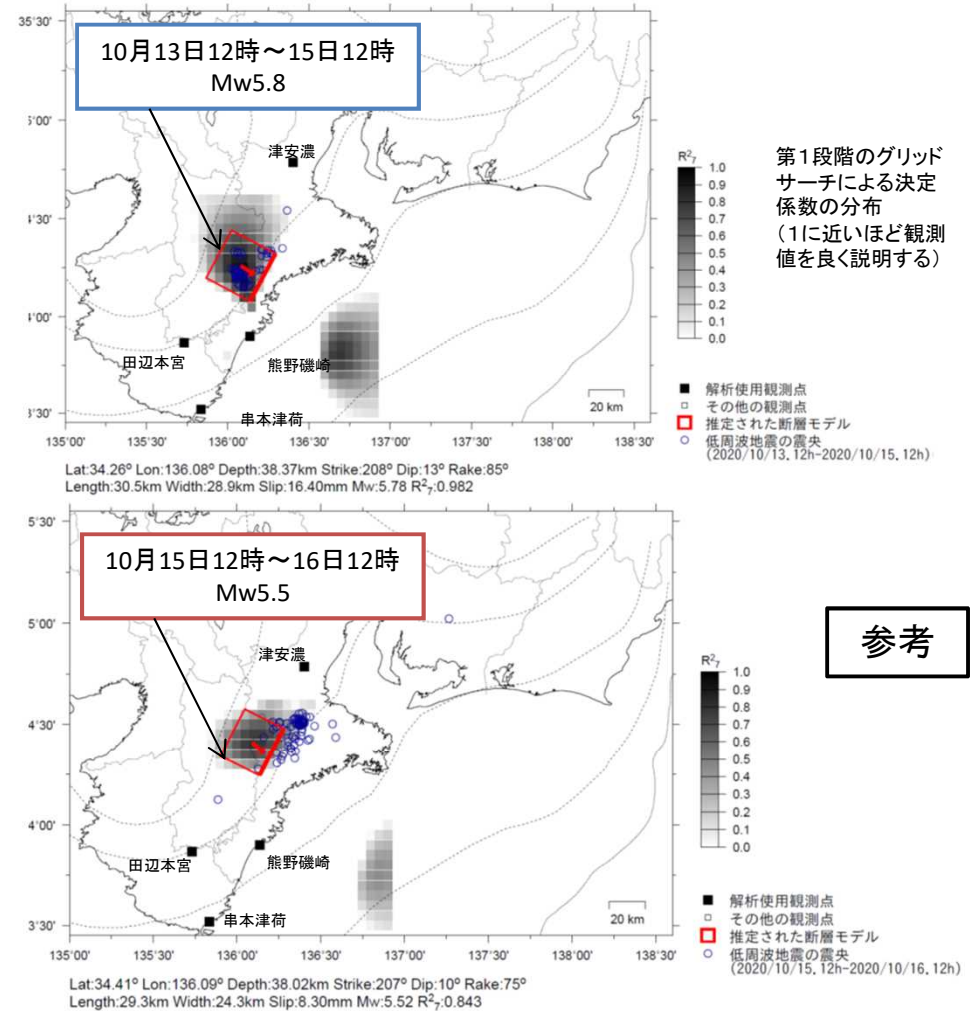 35°30'
10月13日12時～15日12時
Mw5.8
5°00'
津安濃
4°30'
4°00'
田辺本宮
熊野磯崎
串本津荷
3°30'
20 km
135°00'
135°30'
136°00'
136°30'
137°00'
137°30'
138°00'
138°30'
R²₇
1.0
0.9
0.8
0.7
0.6
0.5
0.4
0.3
0.2
0.1
0.0
第1段階のグリッド
サーチによる決定
係数の分布
（1に近いほど観測
値を良く説明する）
解析使用観測点
その他の観測点
推定された断層モデル
低周波地震の震央
(2020/10/13.12h-2020/10/15.12h)
Lat:34.26° Lon:136.08° Depth:38.37km Strike:208° Dip:13° Rake:85°
Length:30.5km Width:28.9km Slip:16.40mm Mw:5.78 R²₇:0.982
5°30'
10月15日12時～16日12時
Mw5.5
5°00'
津安濃
4°30'
4°00'
田辺本宮
熊野磯崎
串本津荷
3°30'
20 km
135°00'
135°30'
136°00'
136°30'
137°00'
137°30'
138°00'
138°30'
参考
R²₇
1.0
0.9
0.8
0.7
0.6
0.5
0.4
0.3
0.2
0.1
0.0
解析使用観測点
その他の観測点
推定された断層モデル
低周波地震の震央
(2020/10/15.12h-2020/10/16.12h)
Lat:34.41° Lon:136.09° Depth:38.02km Strike:207° Dip:10° Rake:75°
Length:29.3km Width:24.3km Slip:8.30mm Mw:5.52 R²₇:0.843